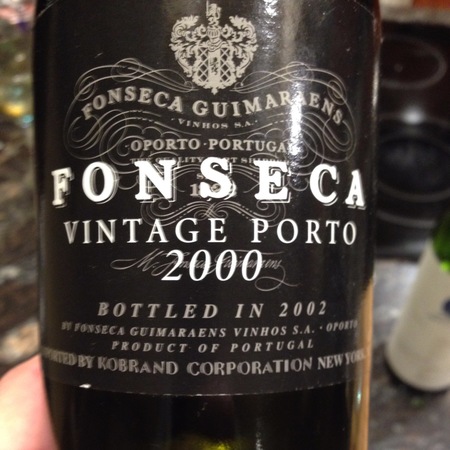 FONSECA GUIMARAENS
· VINHOS S.A. ·
OPORTO · PORTUGAL
FONSECA
VINTAGE PORTO
2000
BOTTLED IN 2002
BY FONSECA GUIMARAENS VINHOS S.A. · OPORTO
PRODUCT OF PORTUGAL
BY KOBRAND CORPORATION NEW YORK